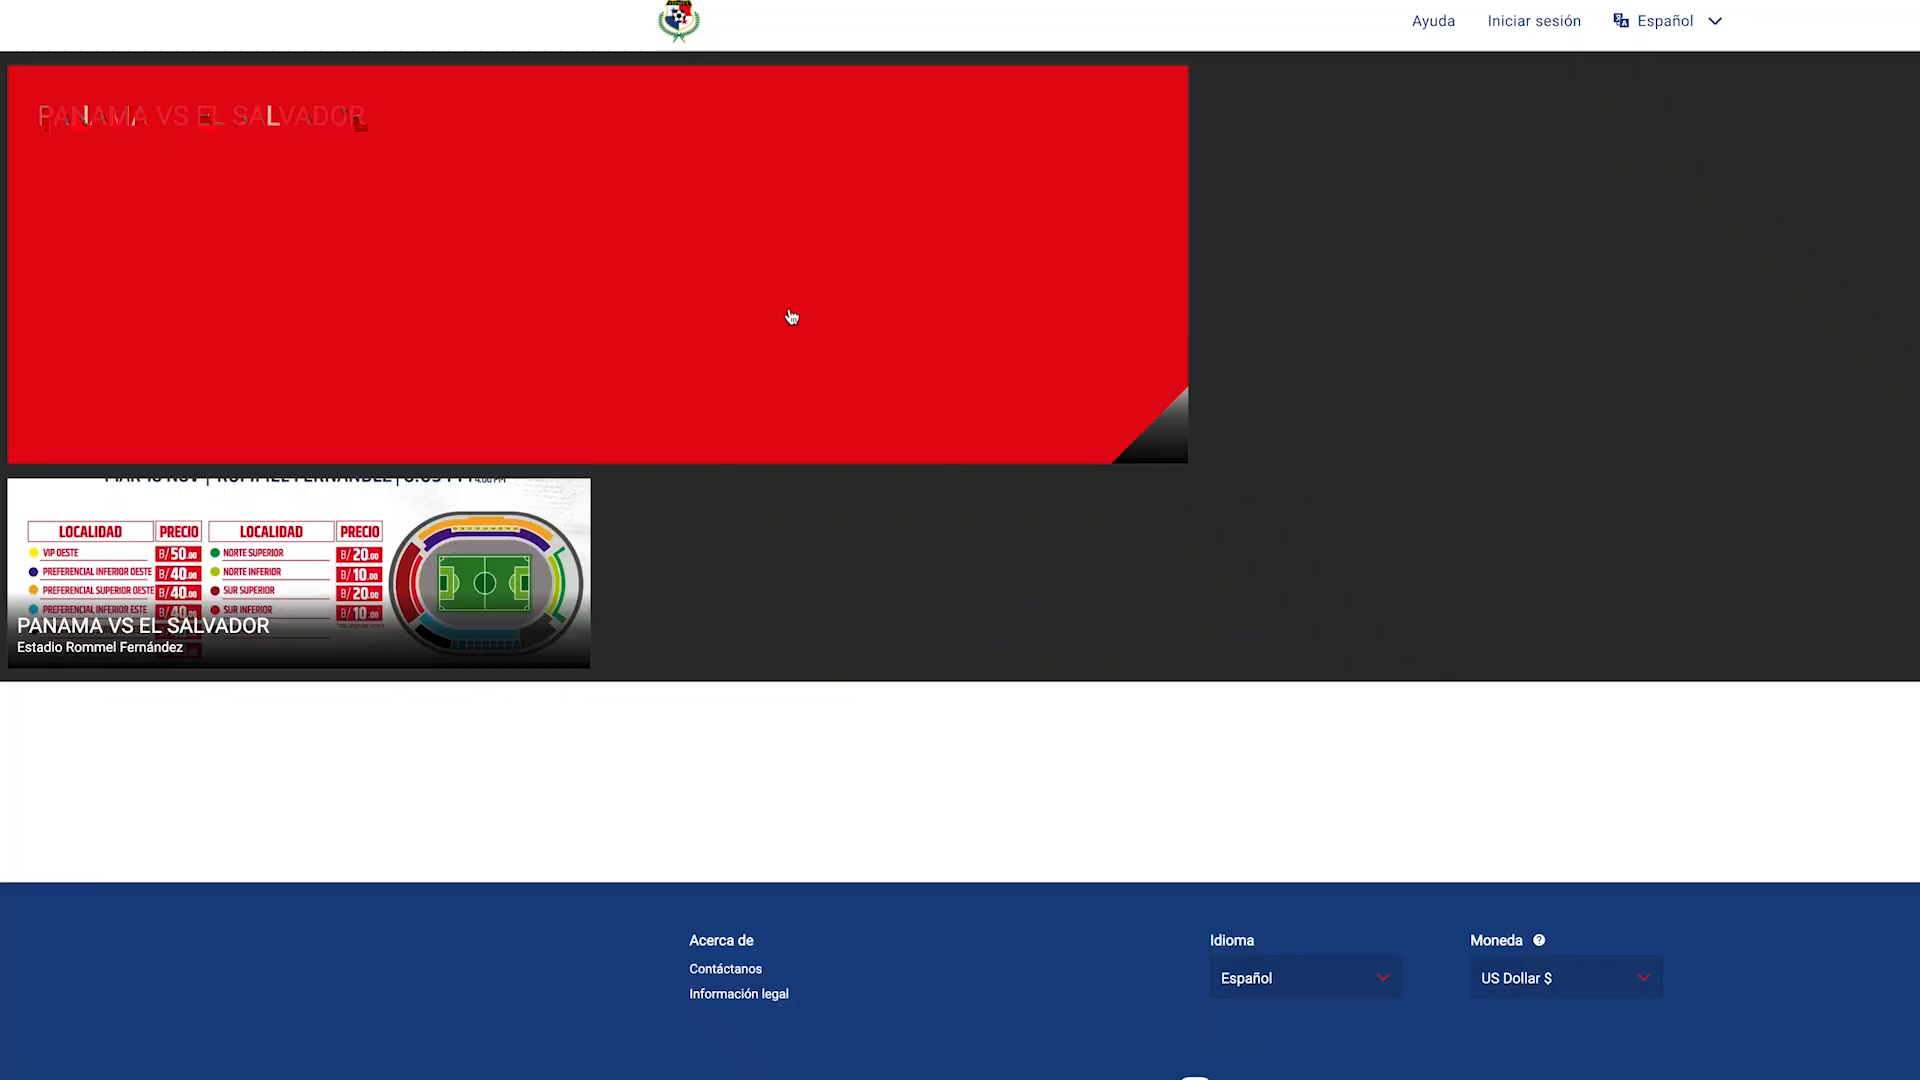 Ayuda
Iniciar sesión
Español
PANAMA VS EL SALVADOR
LOCALIDAD PRECIO LOCALIDAD PRECIO
VIP OESTE B/50.00 NORTE SUPERIOR B/20.00
PREFERENCIAL INFERIOR OESTE B/40.00 NORTE INFERIOR B/10.00
PREFERENCIAL SUPERIOR OESTE B/40.00 SUR SUPERIOR B/20.00
PREFERENCIAL INFERIOR ESTE B/40.00 SUR INFERIOR B/10.00
PANAMA VS EL SALVADOR
Estadio Rommel Fernández
Acerca de
Contáctanos
Información legal
Idioma
Español
Moneda
US Dollar $